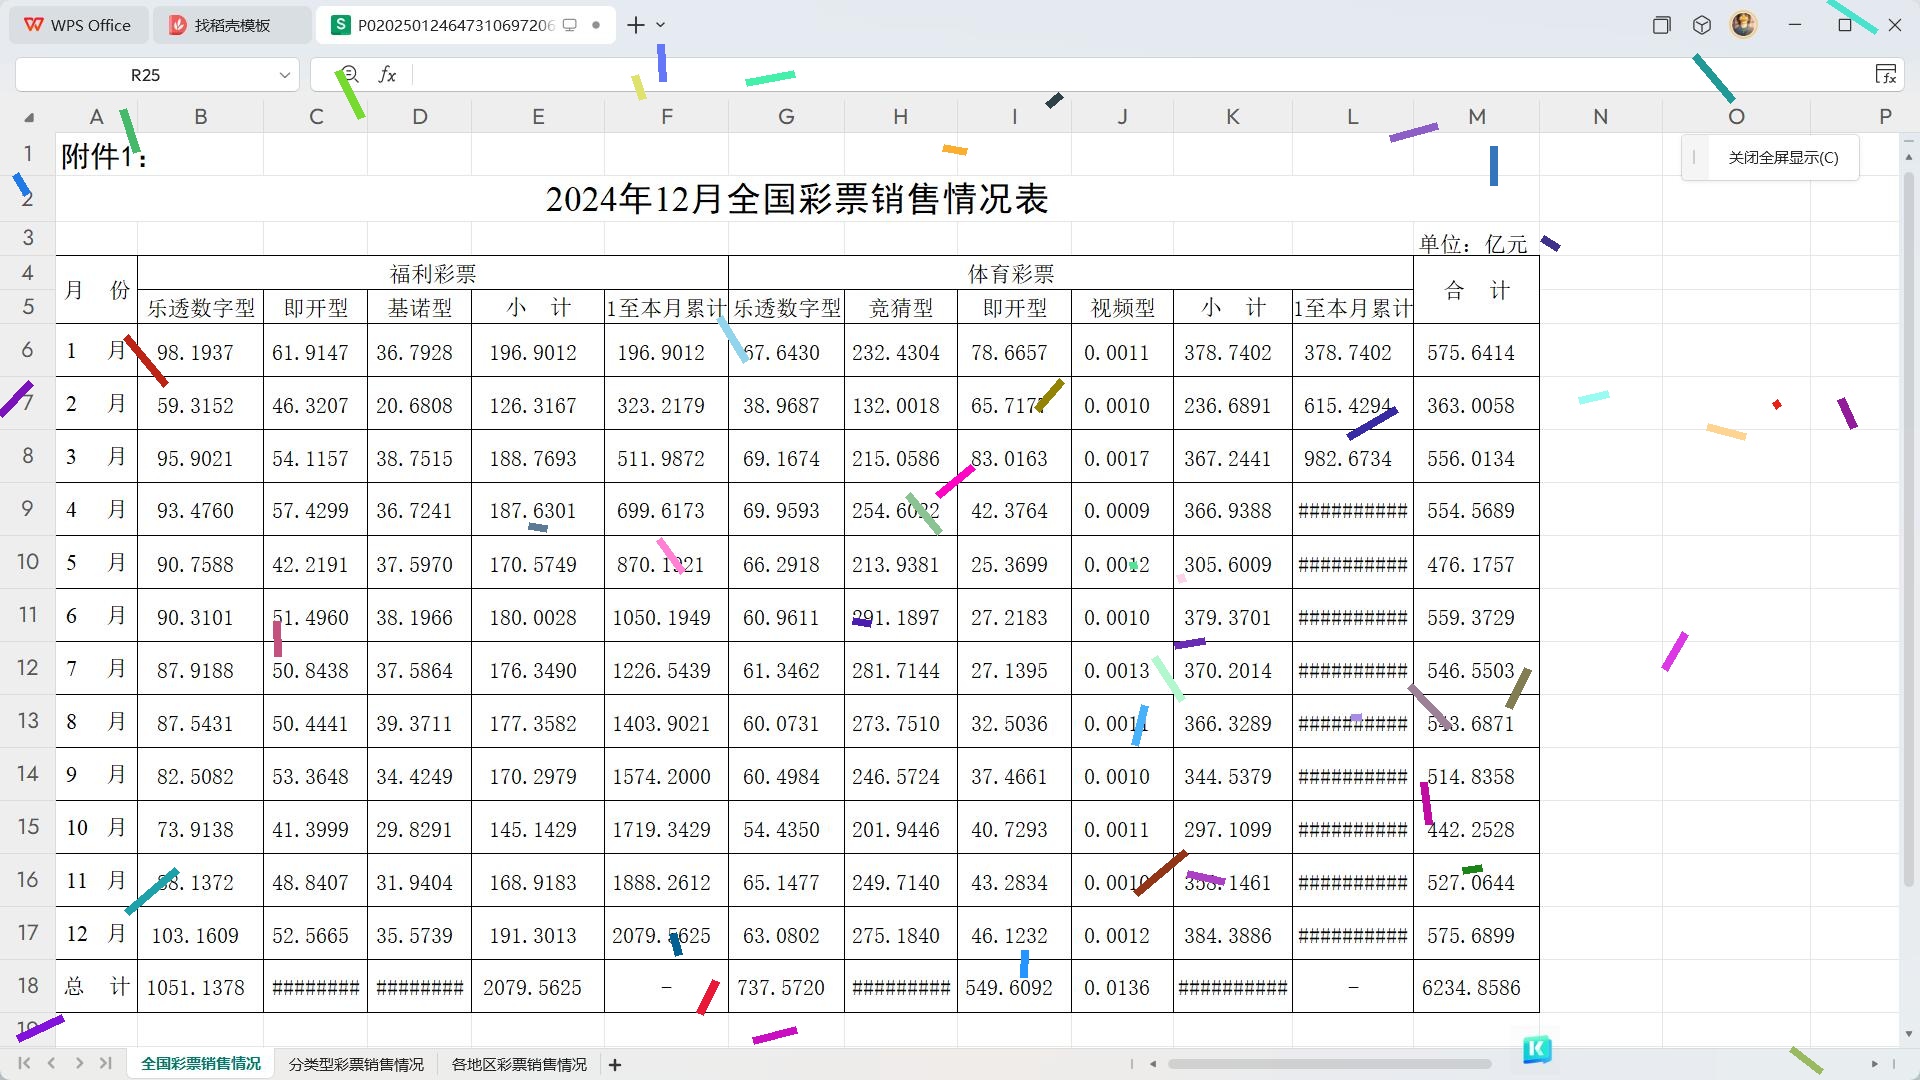 WPS Office 找稻壳模板 P020250124647310697206
R25 fx
A B C D E F G H I J K L M N O P
1 附件1：
关闭全屏显示(C)
2 2024年12月全国彩票销售情况表
3 单位：亿元
4 月 份 福利彩票 体育彩票 合 计
5 乐透数字型 即开型 基诺型 小 计 1至本月累计 乐透数字型 竞猜型 即开型 视频型 小 计 1至本月累计
6 1 月 98.1937 61.9147 36.7928 196.9012 196.9012 67.6430 232.4304 78.6657 0.0011 378.7402 378.7402 575.6414
7 2 月 59.3152 46.3207 20.6808 126.3167 323.2179 38.9687 132.0018 0.0010 236.6891 615.4294 363.0058
8 3 月 95.9021 54.1157 38.7515 188.7693 511.9872 69.1674 215.0586 83.0163 0.0017 367.2441 982.6734 556.0134
9 4 月 93.4760 57.4299 36.7241 187.6301 699.6173 69.9593 42.3764 0.0009 366.9388 ########## 554.5689
10 5 月 90.7588 42.2191 37.5970 170.5749 870.1921 66.2918 213.9381 25.3699 0.0012 305.6009 ########## 476.1757
11 6 月 90.3101 51.4960 38.1966 180.0028 1050.1949 60.9611 291.1897 27.2183 0.0010 379.3701 ########## 559.3729
12 7 月 87.9188 50.8438 37.5864 176.3490 1226.5439 61.3462 281.7144 27.1395 0.0013 370.2014 ########## 546.5503
13 8 月 87.5431 50.4441 39.3711 177.3582 1403.9021 60.0731 273.7510 32.5036 0.0011 366.3289 ########## 543.6871
14 9 月 82.5082 53.3648 34.4249 170.2979 1574.2000 60.4984 246.5724 37.4661 0.0010 344.5379 ########## 514.8358
15 10 月 73.9138 41.3999 29.8291 145.1429 1719.3429 54.4350 201.9446 40.7293 0.0011 297.1099 ########## 442.2528
16 11 月 88.1372 48.8407 31.9404 168.9183 1888.2612 65.1477 249.7140 43.2834 0.0010 358.1461 ########## 527.0644
17 12 月 103.1609 52.5665 35.5739 191.3013 2079.5625 63.0802 275.1840 46.1232 0.0012 384.3886 ########## 575.6899
18 总 计 1051.1378 ######## ######## 2079.5625 － 737.5720 ######### 549.6092 0.0136 ########## － 6234.8586
19
全国彩票销售情况 分类型彩票销售情况 各地区彩票销售情况